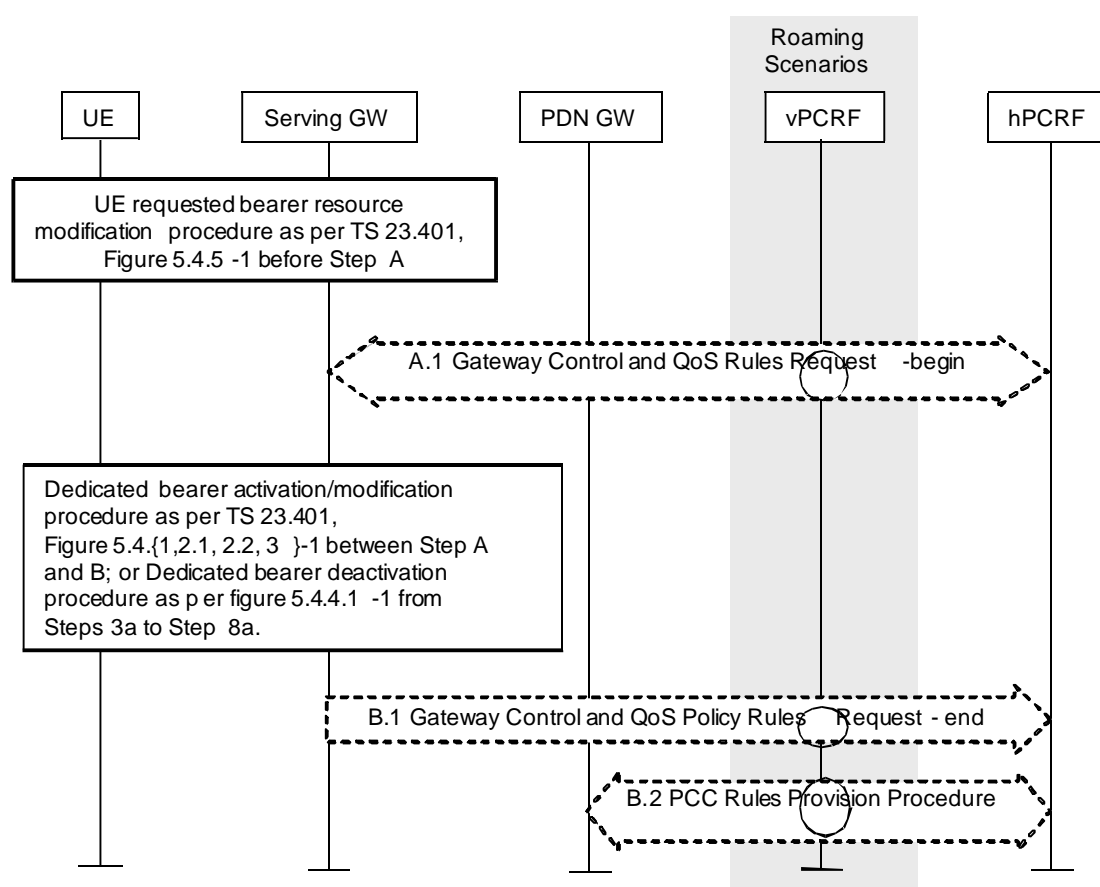 Roaming
Scenarios
UE
Serving GW
PDN GW
vPCRF
hPCRF
UE requested bearer resource
modification procedure as per TS 23.401,
Figure 5.4.5 -1 before Step A
A.1 Gateway Control and QoS Rules Request -begin
Dedicated bearer activation/modification
procedure as per TS 23.401,
Figure 5.4.{1,2.1, 2.2, 3 }-1 between Step A
and B; or Dedicated bearer deactivation
procedure as p er figure 5.4.4.1 -1 from
Steps 3a to Step 8a.
B.1 Gateway Control and QoS Policy Rules Request - end
B.2 PCC Rules Provision Procedure